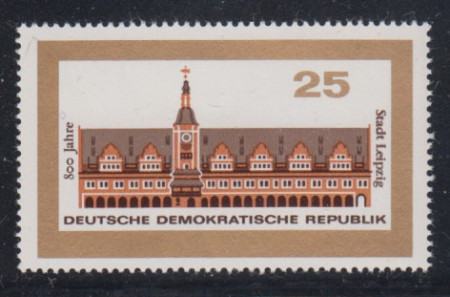 25
800 Jahre
Stadt Leipzig
DEUTSCHE DEMOKRATISCHE REPUBLIK